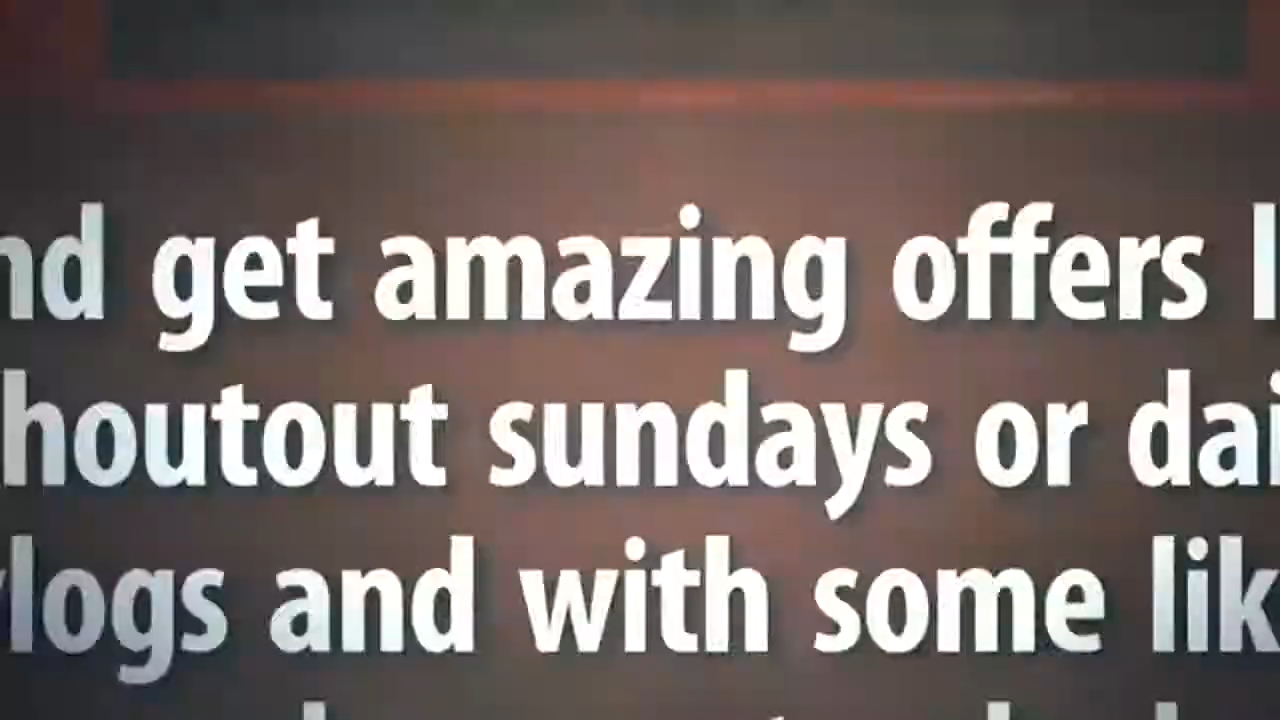 nd get amazing offers l
houtout sundays or dai
vlogs and with some lik